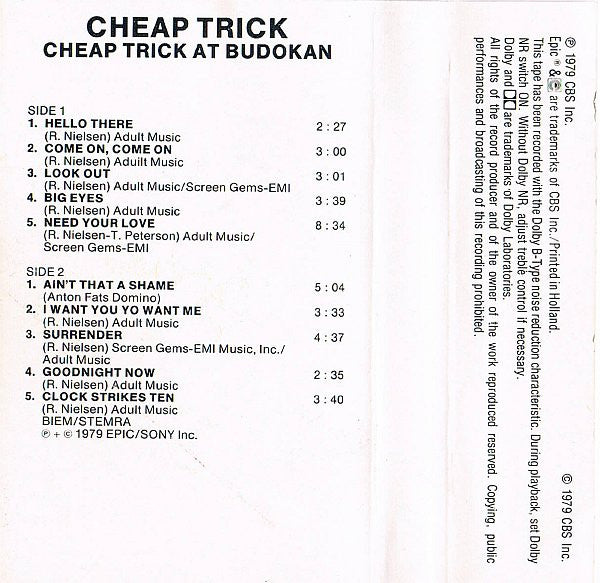 CHEAP TRICK
CHEAP TRICK AT BUDOKAN
SIDE 1
1. HELLO THERE 2:27
(R. Nielsen) Adult Music
2. COME ON, COME ON 3:00
(R. Nielsen) Aduilt Music
3. LOOK OUT 3:01
(R. Nielsen) Adult Music/Screen Gems-EMI
4. BIG EYES 3:39
(R. Nielsen) Adult Music
5. NEED YOUR LOVE 8:34
(R. Nielsen-T. Peterson) Adult Music/
Screen Gems-EMI
SIDE 2
1. AIN'T THAT A SHAME 5:04
(Anton Fats Domino)
2. I WANT YOU YO WANT ME 3:33
(R. Nielsen) Adult Music
3. SURRENDER 4:37
(R. Nielsen) Screen Gems-EMI Music, Inc./
Adult Music
4. GOODNIGHT NOW 2:35
(R. Nielsen) Adult Music
5. CLOCK STRIKES TEN 3:40
(R. Nielsen) Adult Music
BIEM/STEMRA
℗ + © 1979 EPIC/SONY Inc.
℗ 1979 CBS Inc. © 1979 CBS Inc.
Epic ® & are trademarks of CBS Inc./Printed in Holland.
This tape has been recorded with the Dolby B-Type noise reduction characteristic. During playback, set Dolby
NR switch ON. Without Dolby NR, adjust treble control if necessary.
Dolby and are trademarks of Dolby Laboratories.
All rights of the record producer and of the owner of the work reproduced reserved. Copying, public
performances and broadcasting of this recording prohibited.